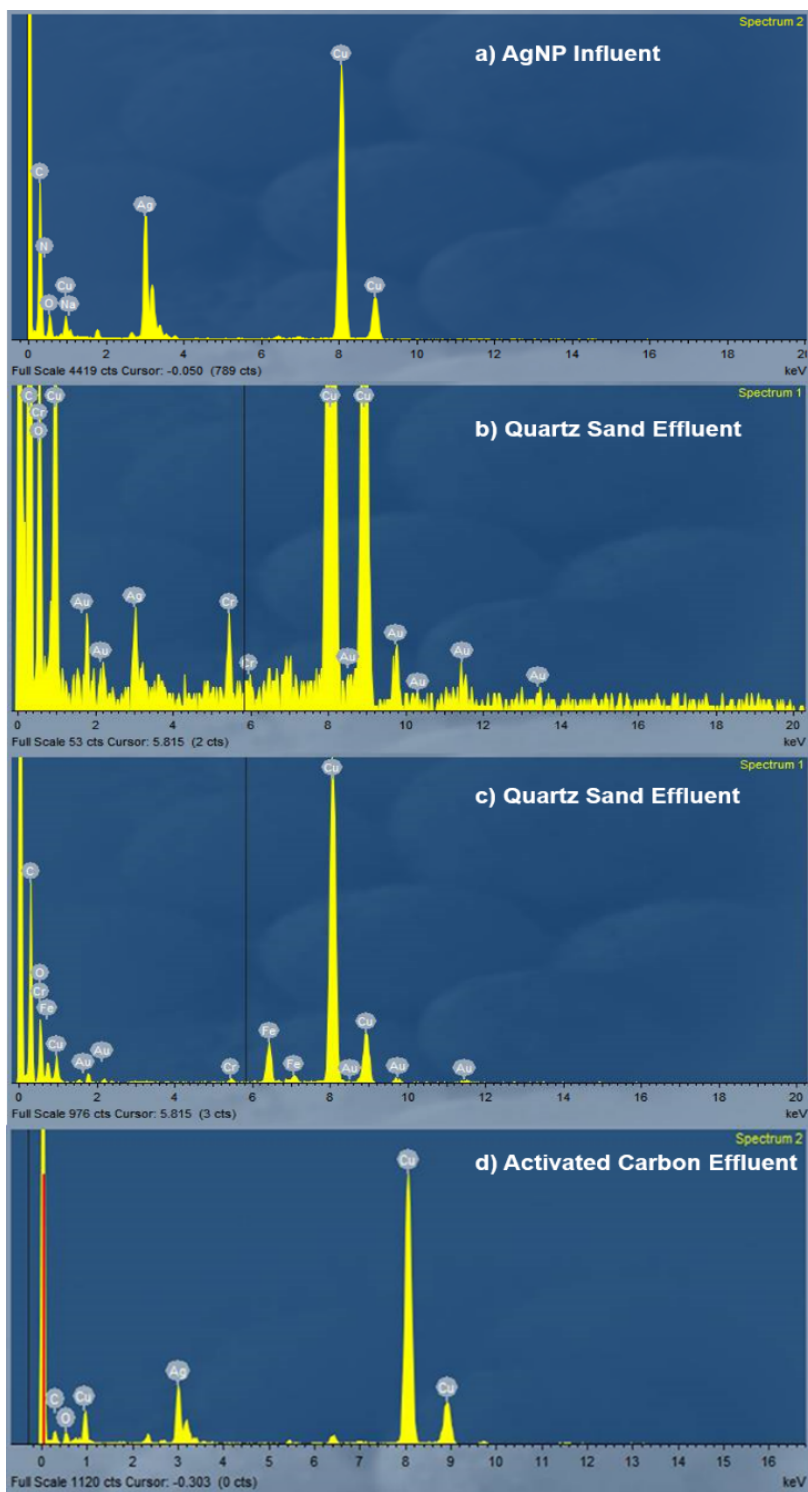 Spectrum 2
a) AgNP Influent
Cu
C
Ag
N
Cu
Cu
O Na
0 2 4 6 8 10 12 14 16 18 20
Full Scale 4419 cts Cursor: -0.050 (789 cts) keV
Spectrum 1
C Cu Cu Cu
Cr
O
b) Quartz Sand Effluent
Au Ag Cr
Au Cr Au Au Au Au Au
0 2 4 6 8 10 12 14 16 18 20
Full Scale 53 cts Cursor: 5.815 (2 cts) keV
Spectrum 1
Cu
c) Quartz Sand Effluent
C
O
Cr
Fe
Cu Au Au Fe Cu
Cr Fe Au Au Au
0 2 4 6 8 10 12 14 16 18 20
Full Scale 976 cts Cursor: 5.815 (3 cts) keV
Spectrum 2
d) Activated Carbon Effluent
Cu
Ag
C Cu Cu
O
0 1 2 3 4 5 6 7 8 9 10 11 12 13 14 15 16
Full Scale 1120 cts Cursor: -0.303 (0 cts) keV